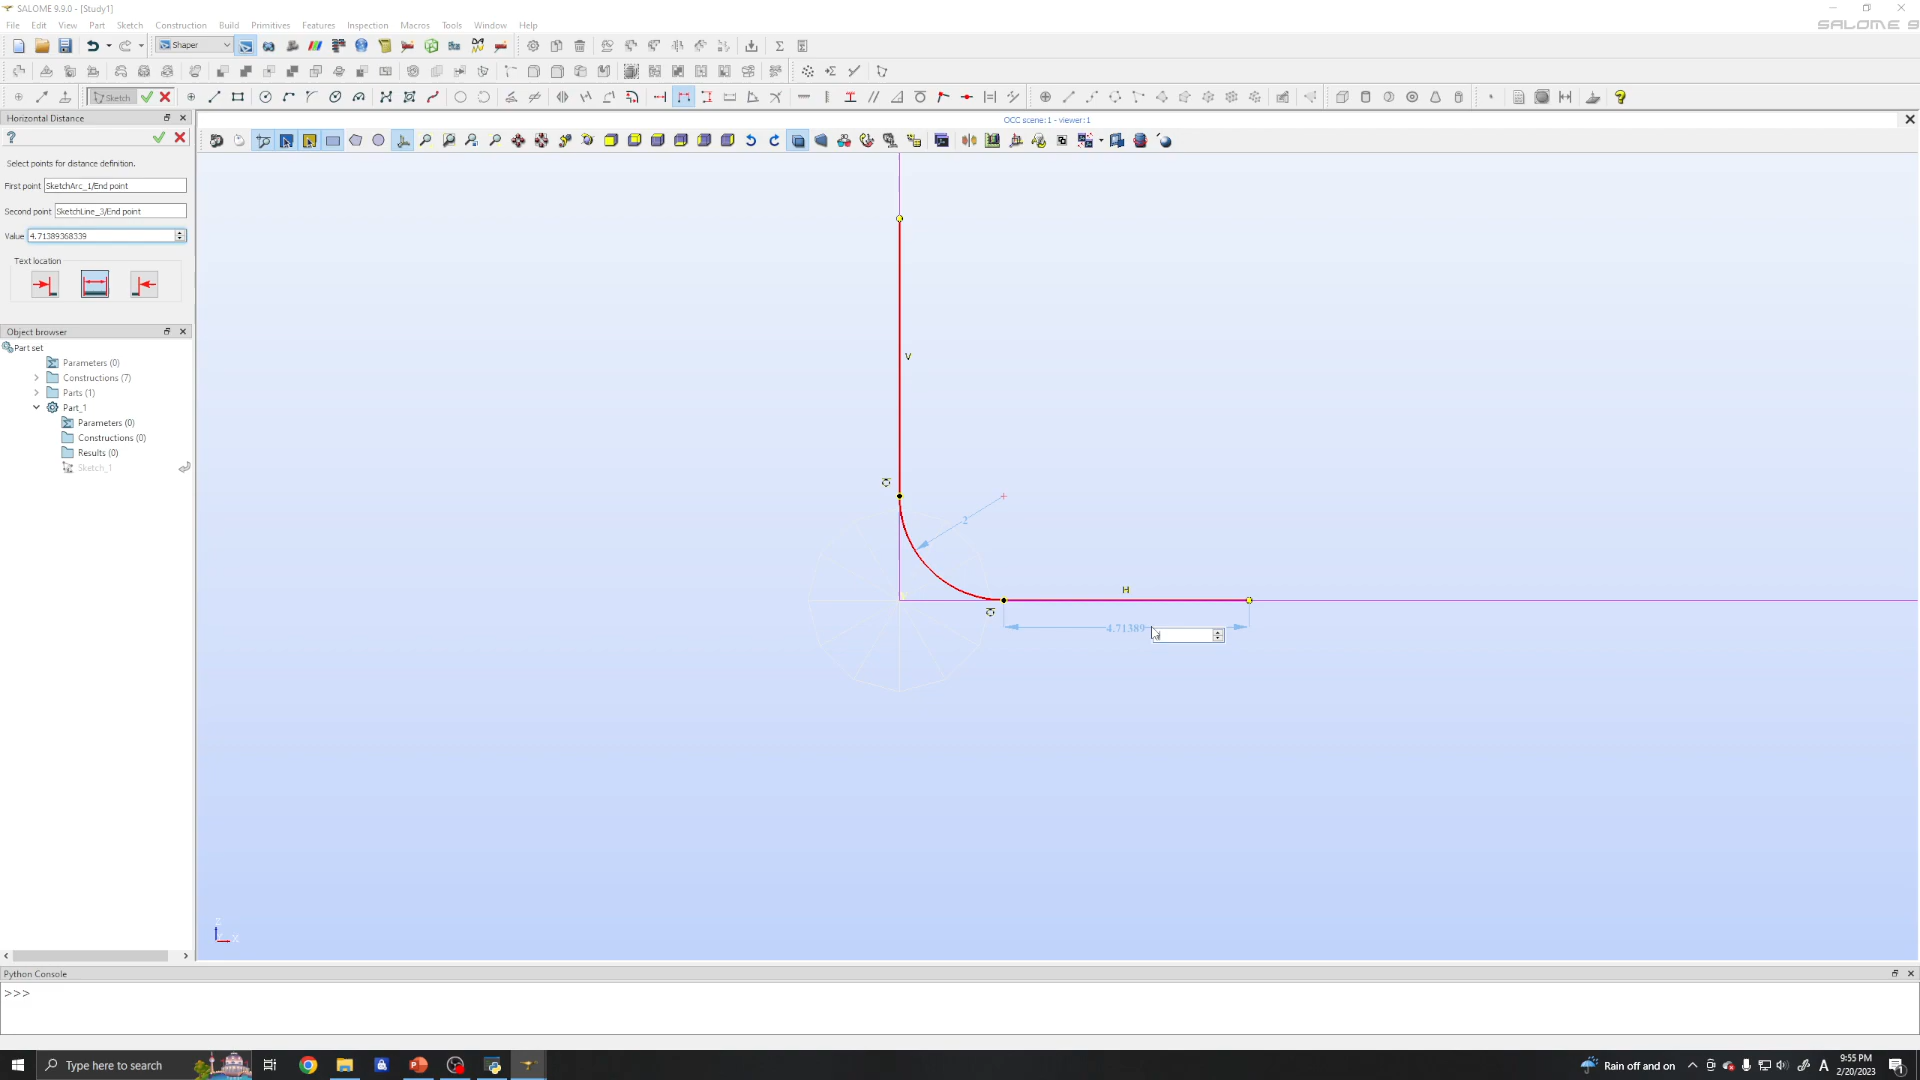 SALOME 9.9.0 - [Study1]
File Edit View Part Sketch Construction Build Primitives Features Inspection Macros Tools Window Help
SALOME 9
Shaper
Sketch
Horizontal Distance
OCC scene:1 - viewer:1
Select points for distance definition.
First point SketchArc_1/End point
Second point SketchLine_3/End point
Value 4.71389368339
Text location
Object browser
Part set
Parameters (0)
Constructions (7)
Parts (1)
Part_1
Parameters (0)
Constructions (0)
Results (0)
Sketch_1
V
2
H
4.71389
Z
X
Python Console
>>>
Type here to search
Rain off and on
A
9:55 PM
2/20/2023
1